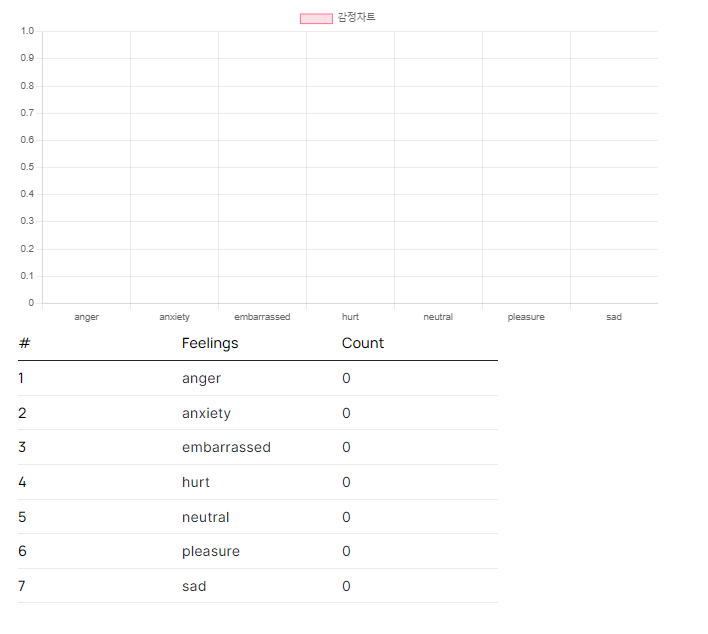 감정차트
1.0
0.9
0.8
0.7
0.6
0.5
0.4
0.3
0.2
0.1
0
anger anxiety embarrassed hurt neutral pleasure sad
# Feelings Count
1 anger 0
2 anxiety 0
3 embarrassed 0
4 hurt 0
5 neutral 0
6 pleasure 0
7 sad 0